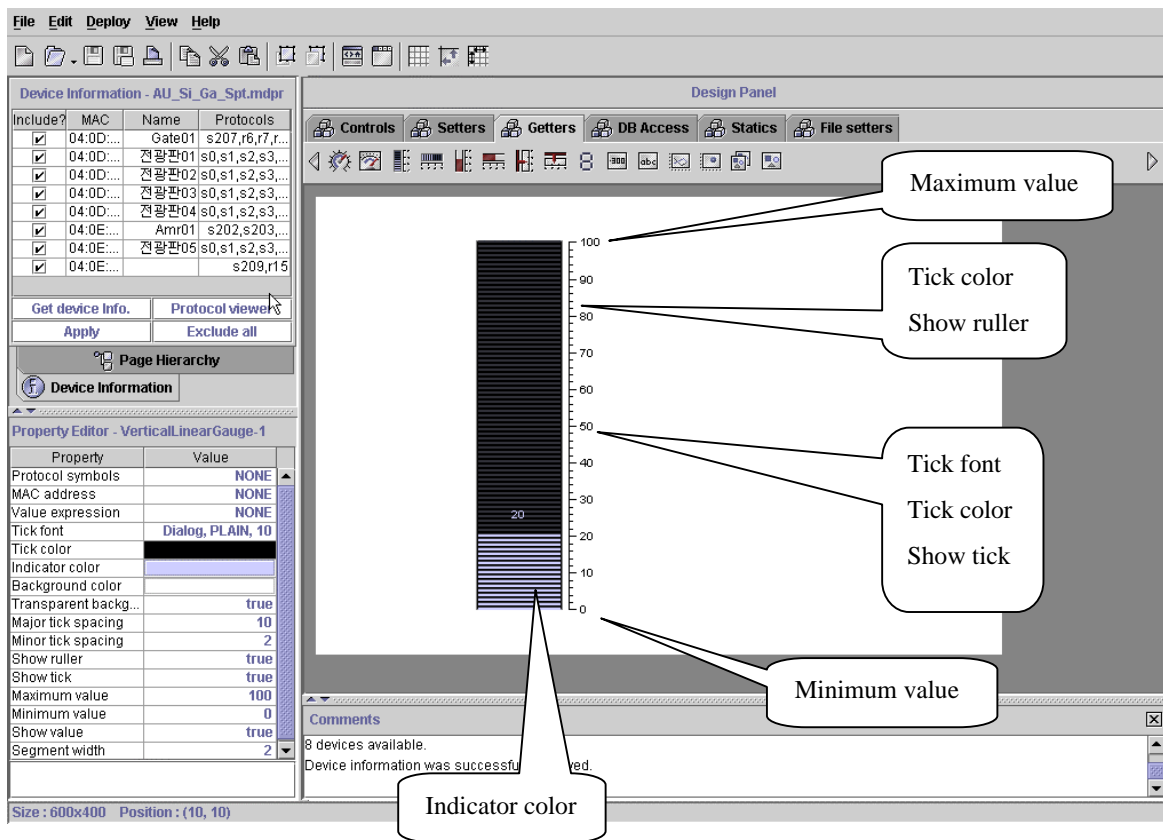 File Edit Deploy View Help
Device Information - AU_Si_Ga_Spt.mdpr
Include? MAC Name Protocols
04:0D:... Gate01 s207,r6,r7,r...
04:0D:... 전광판01 s0,s1,s2,s3,...
04:0D:... 전광판02 s0,s1,s2,s3,...
04:0D:... 전광판03 s0,s1,s2,s3,...
04:0D:... 전광판04 s0,s1,s2,s3,...
04:0E:... Amr01 s202,s203,...
04:0E:... 전광판05 s0,s1,s2,s3,...
04:0E:... s209,r15
Get device Info. Protocol viewer
Apply Exclude all
Page Hierarchy
Device Information
Property Editor - VerticalLinearGauge-1
Property Value
Protocol symbols NONE
MAC address NONE
Value expression NONE
Tick font Dialog, PLAIN, 10
Tick color
Indicator color
Background color
Transparent backg... true
Major tick spacing 10
Minor tick spacing 2
Show ruller true
Show tick true
Maximum value 100
Minimum value 0
Show value true
Segment width 2
Size : 600x400 Position : (10, 10)
Design Panel
Controls Setters Getters DB Access Statics File setters
abc
100
90
80
70
60
50
40
30
20
10
0
20
Maximum value
Tick color
Show ruller
Tick font
Tick color
Show tick
Minimum value
Indicator color
Comments
8 devices available.
Device information was